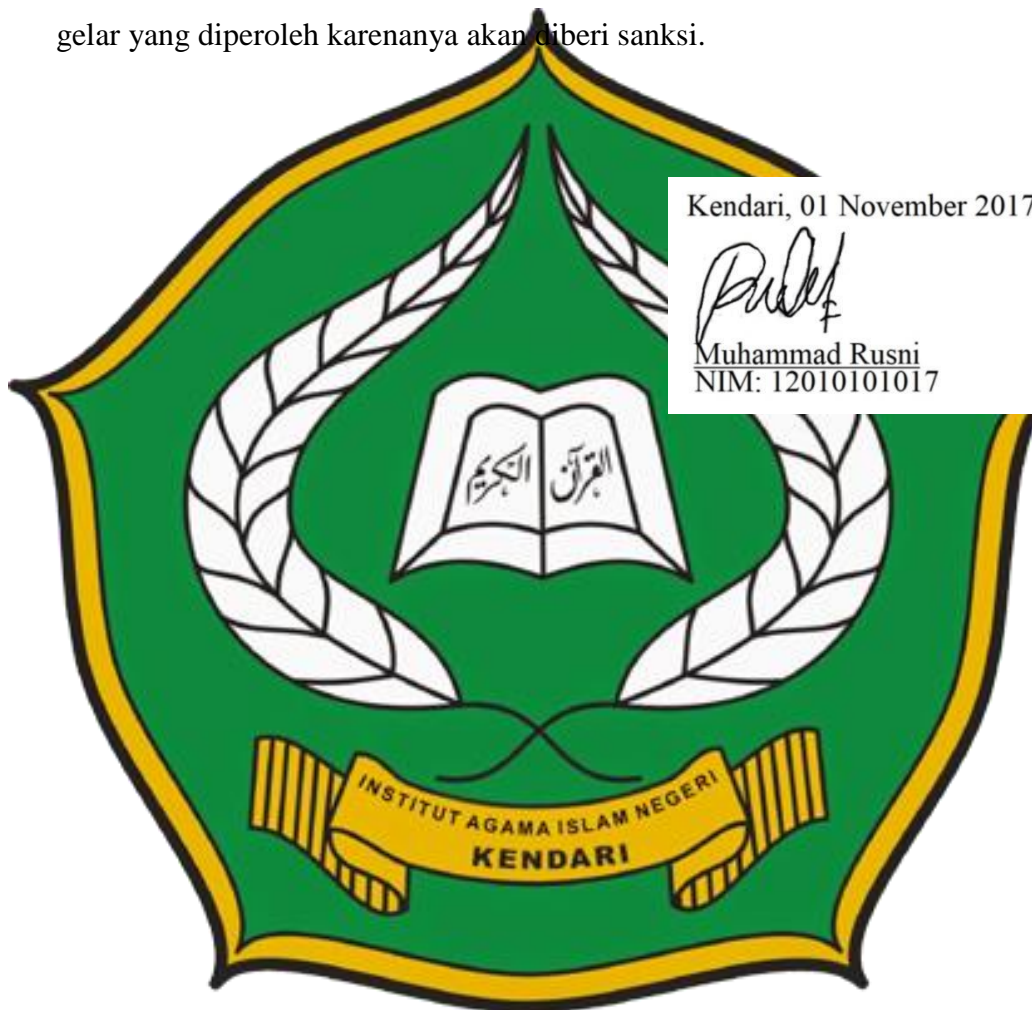 gelar yang diperoleh karenanya akan diberi sanksi.
Kendari, 01 November 2017
Muhammad Rusni
NIM: 12010101017
القرآن
الكريم
INSTITUT AGAMA ISLAM NEGERI
KENDARI